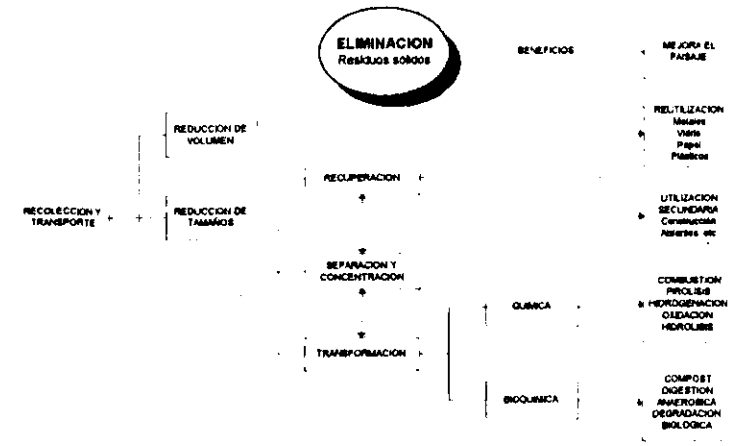 ELIMINACION
Residuos sólidos
BENEFICIOS
MEJORA EL
PAISAJE
REDUCCION DE
VOLUMEN
REUTILIZACION
Metales
Vidrio
Papel
Plásticos
RECUPERACION
RECOLECCION Y
TRANSPORTE
REDUCCION DE
TAMAÑOS
UTILIZACION
SECUNDARIA
Construcción
Aislantes etc
SEPARACION Y
CONCENTRACION
QUIMICA
COMBUSTION
PIROLISIS
HIDROGENACION
OXIDACION
HIDROLISIS
TRANSFORMACION
BIOQUIMICA
COMPOST
DIGESTION
ANAEROBICA
DEGRADACION
BIOLOGICA